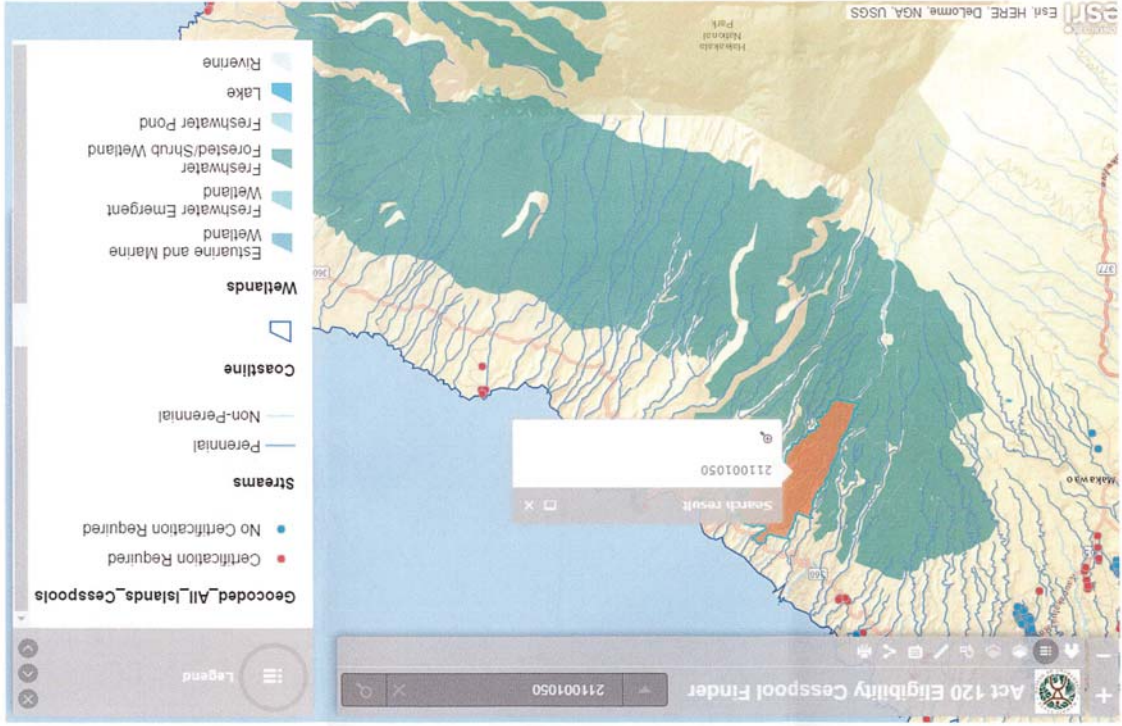 Act 120 Eligibility Cesspool Finder
211001050
Legend
Geocoded_All_Islands_Cesspools
Certification Required
No Certification Required
Streams
Perennial
Non-Perennial
Coastline
Wetlands
Estuarine and Marine
Wetland
Freshwater Emergent
Wetland
Freshwater
Forested/Shrub Wetland
Freshwater Pond
Lake
Riverine
Search result
211001050
Makawao
360
360
377
Haleakala
National
Park
esri
Esri, HERE, DeLorme, NGA, USGS